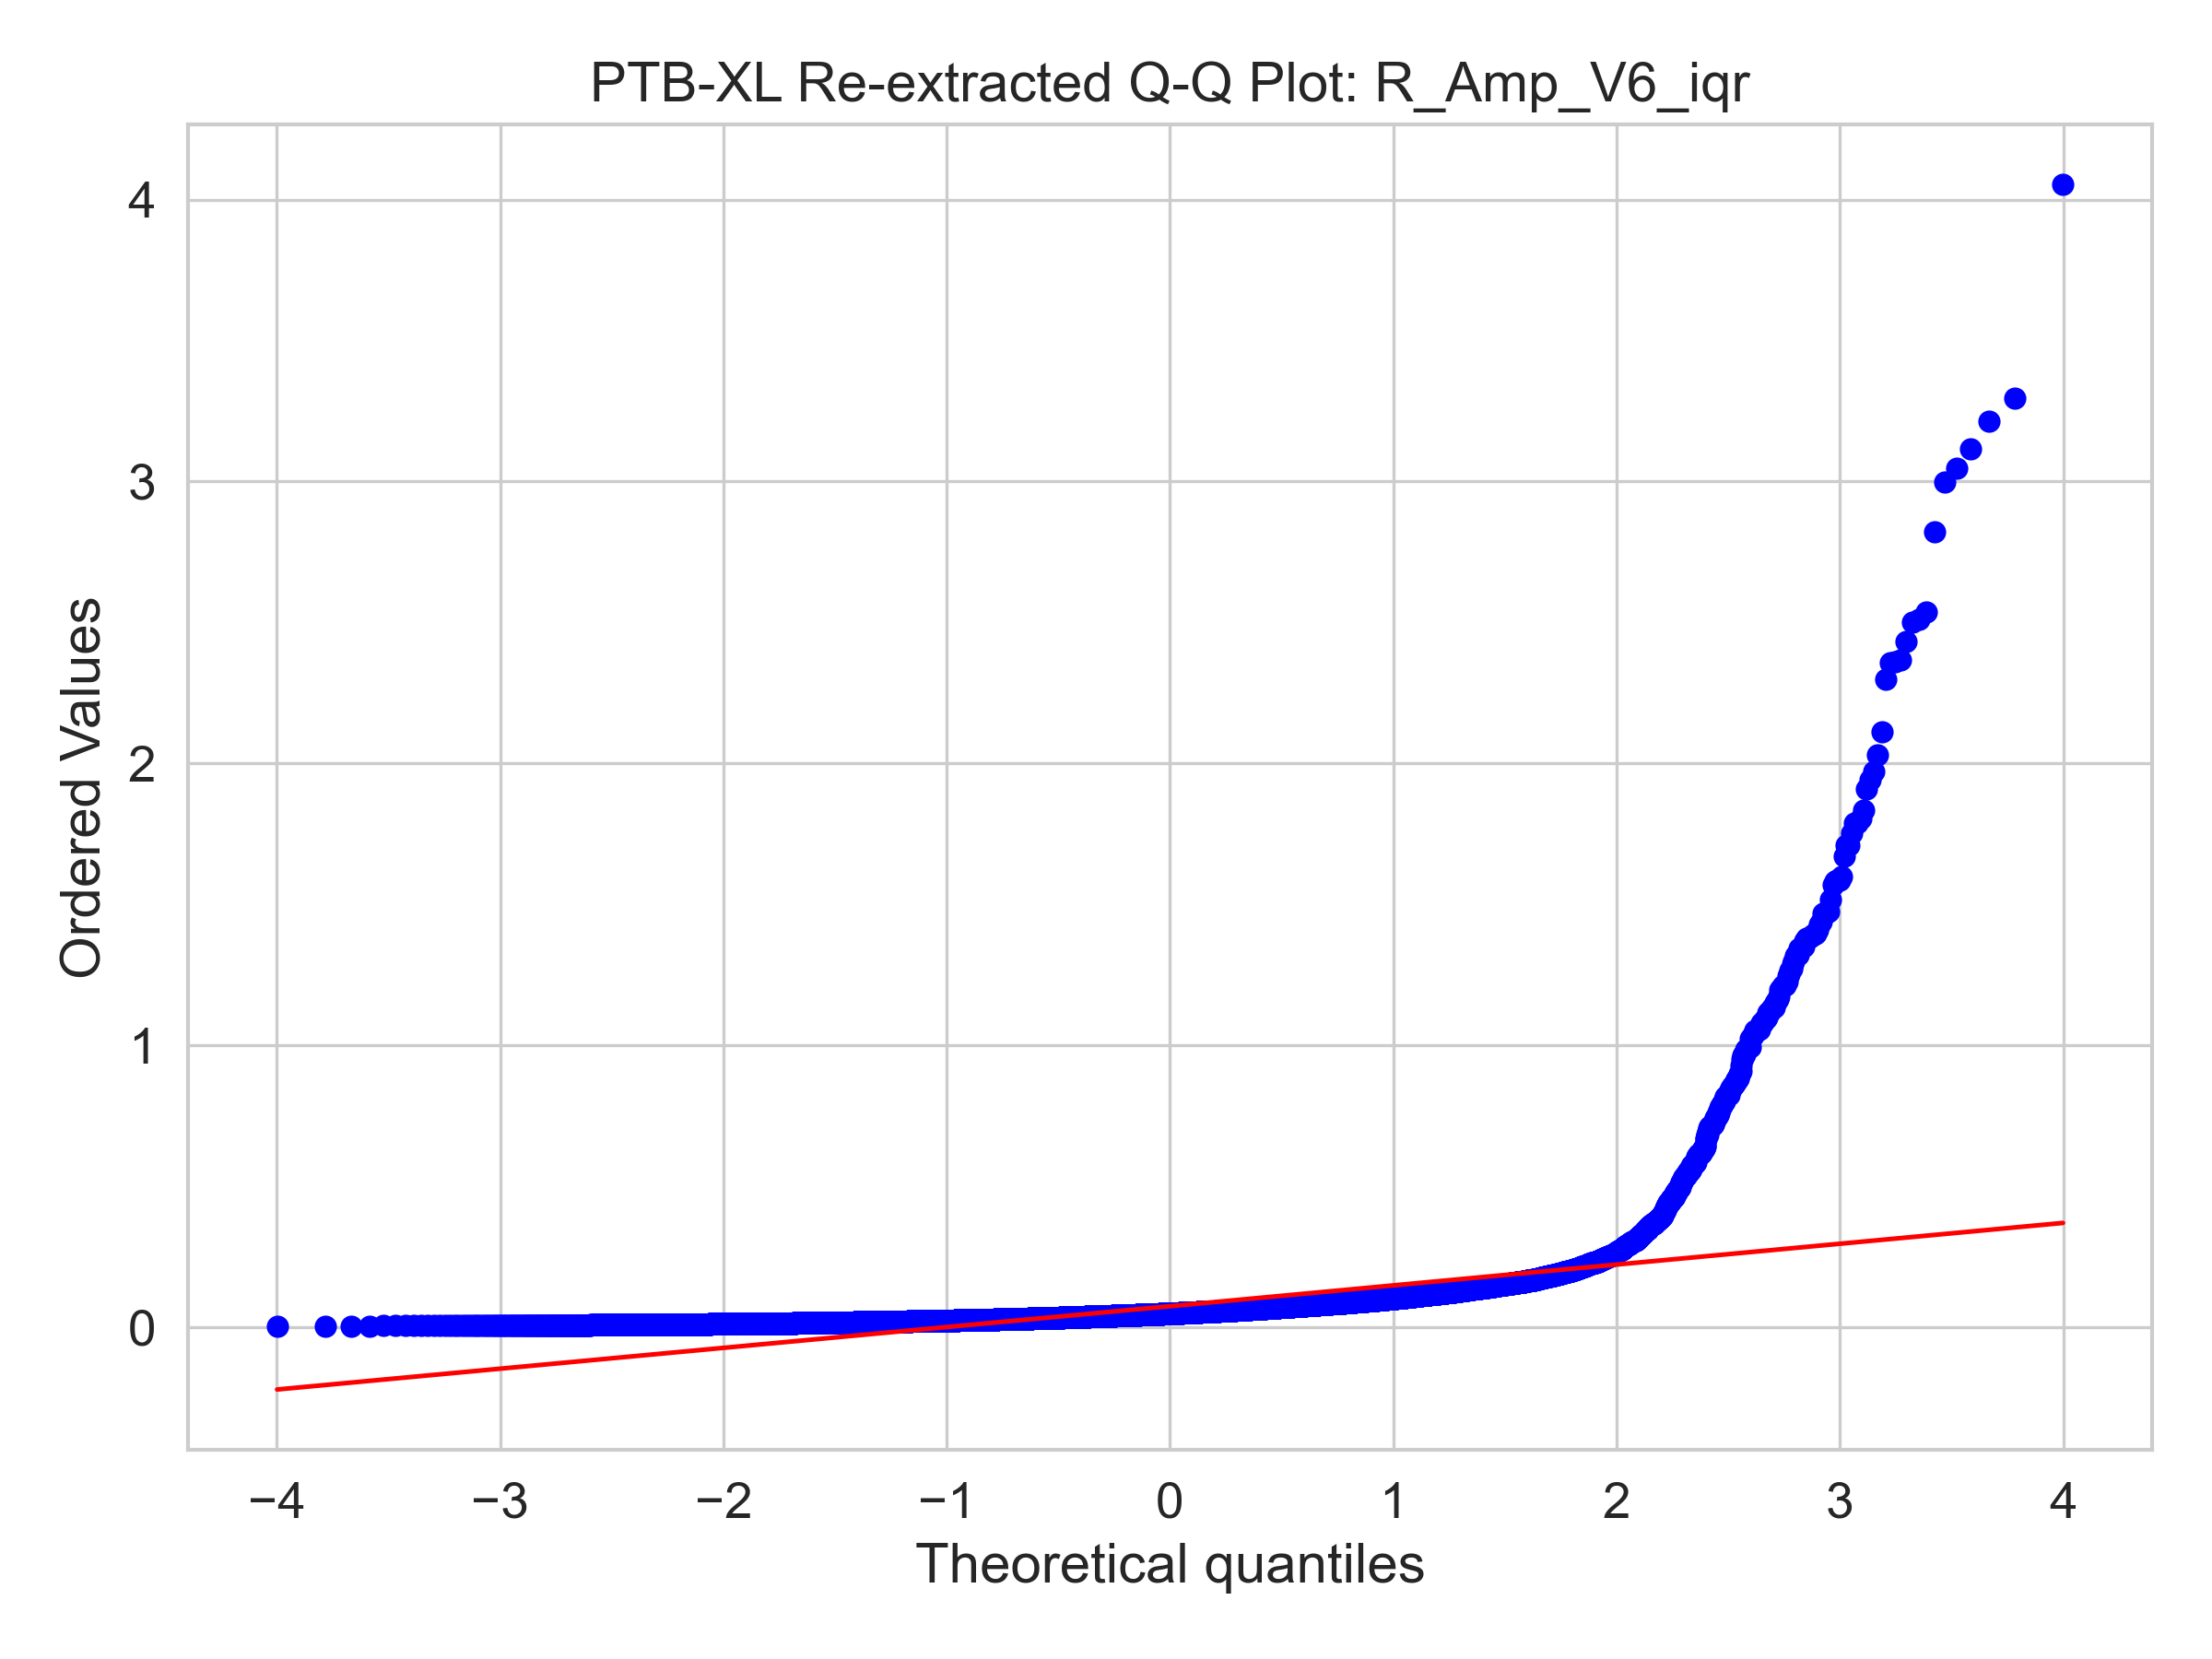 PTB-XL Re-extracted Q-Q Plot: R_Amp_V6_iqr
4
3
2
1
0
Ordered Values
−4 −3 −2 −1 0 1 2 3 4
Theoretical quantiles